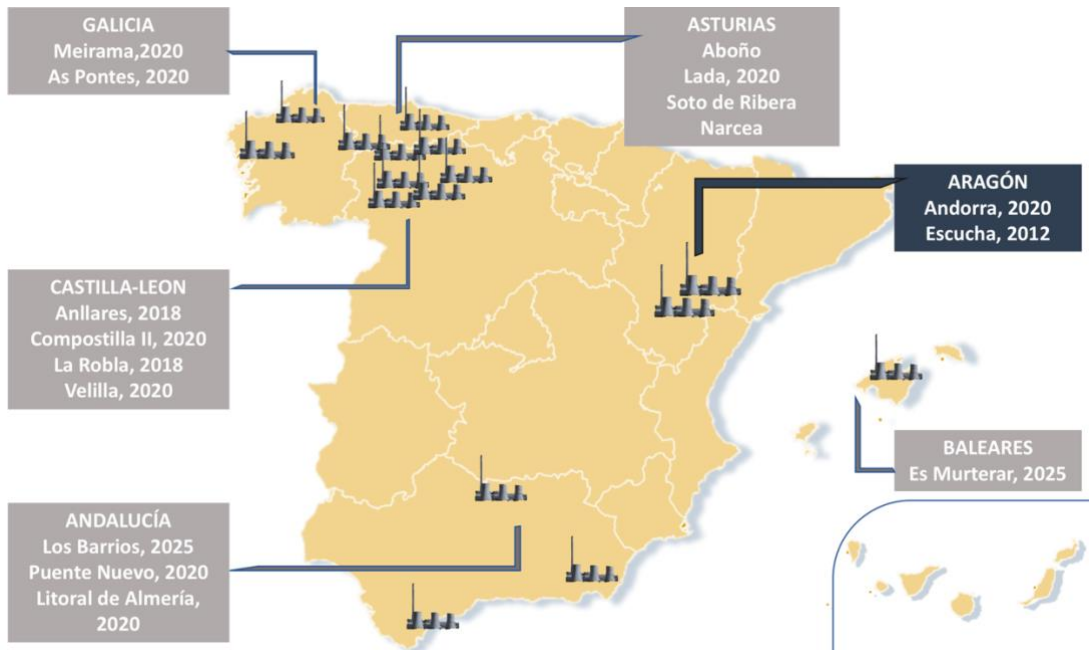 GALICIA
Meirama,2020
As Pontes, 2020
ASTURIAS
Aboño
Lada, 2020
Soto de Ribera
Narcea
ARAGÓN
Andorra, 2020
Escucha, 2012
CASTILLA-LEON
Anllares, 2018
Compostilla II, 2020
La Robla, 2018
Velilla, 2020
BALEARES
Es Murterar, 2025
ANDALUCÍA
Los Barrios, 2025
Puente Nuevo, 2020
Litoral de Almería,
2020